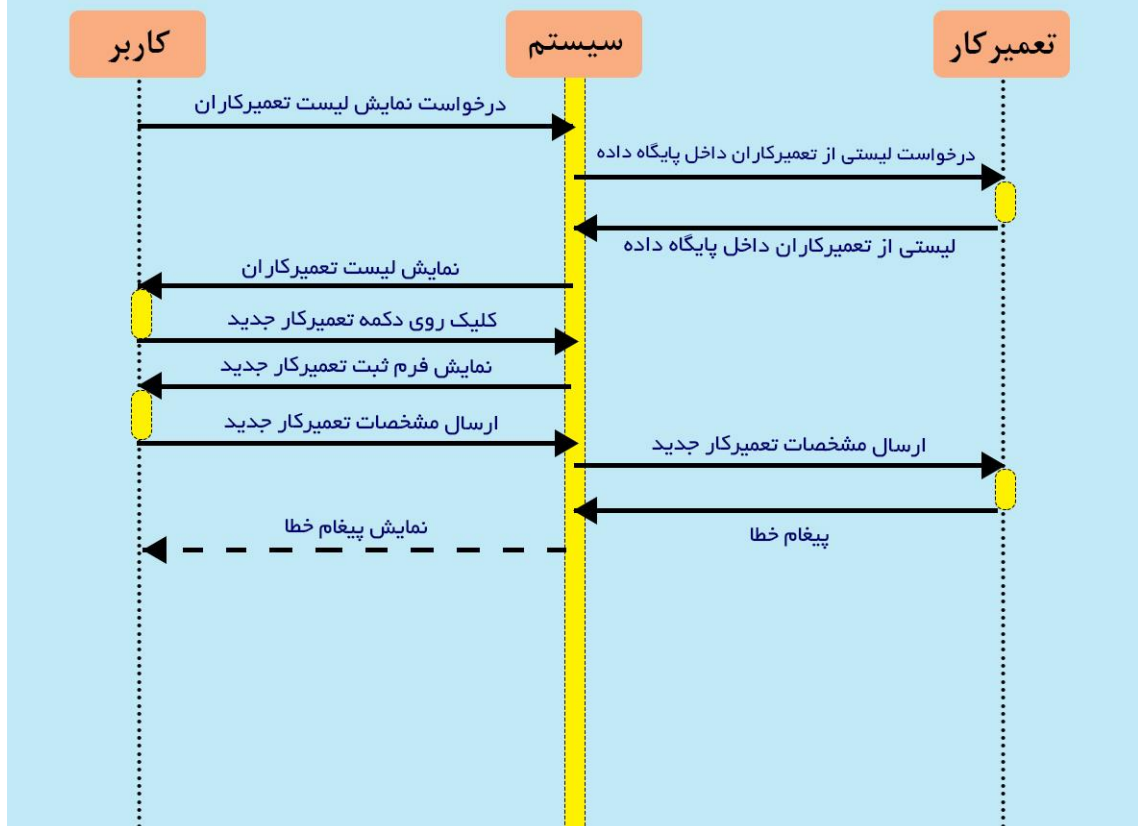 کاربر
سیستم
تعمیرکار
درخواست نمایش لیست تعمیرکاران
درخواست لیستی از تعمیرکاران داخل پایگاه داده
لیستی از تعمیرکاران داخل پایگاه داده
نمایش لیست تعمیرکاران
کلیک روی دکمه تعمیرکار جدید
نمایش فرم ثبت تعمیرکار جدید
ارسال مشخصات تعمیرکار جدید
ارسال مشخصات تعمیرکار جدید
پیغام خطا
نمایش پیغام خطا